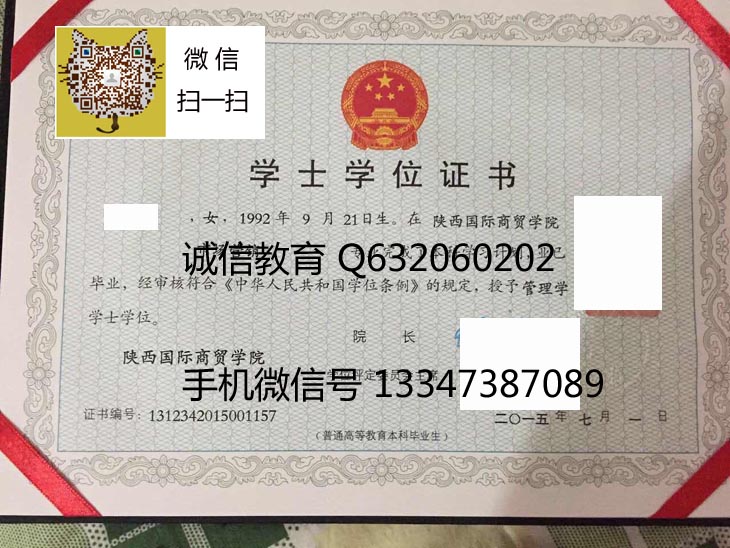 微信
扫一扫
学士学位证书
，女，1992年 9 月 21日生。在 陕西国际商贸学院
诚信教育 Q632060202
毕业，经审核符合《中华人民共和国学位条例》的规定，授予 管理学
学士学位。
院 长
陕西国际商贸学院
手机微信号 13347387089
证书编号：1312342015001157
二〇一五年 七 月 一 日
（普通高等教育本科毕业生）